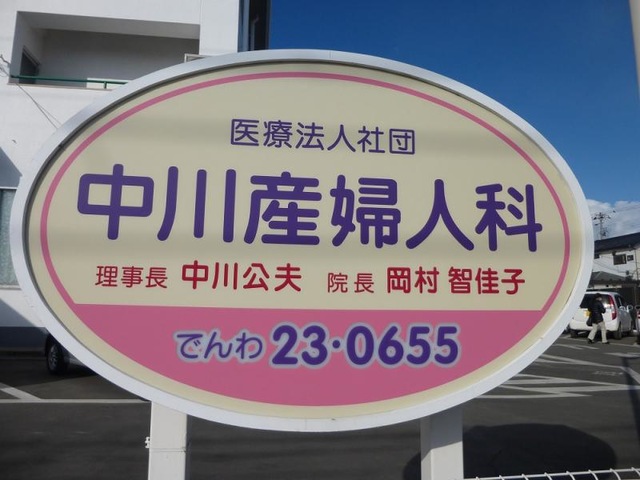 医療法人社団
中川産婦人科
理事長 中川公夫 院長 岡村 智佳子
でんわ 23・0655